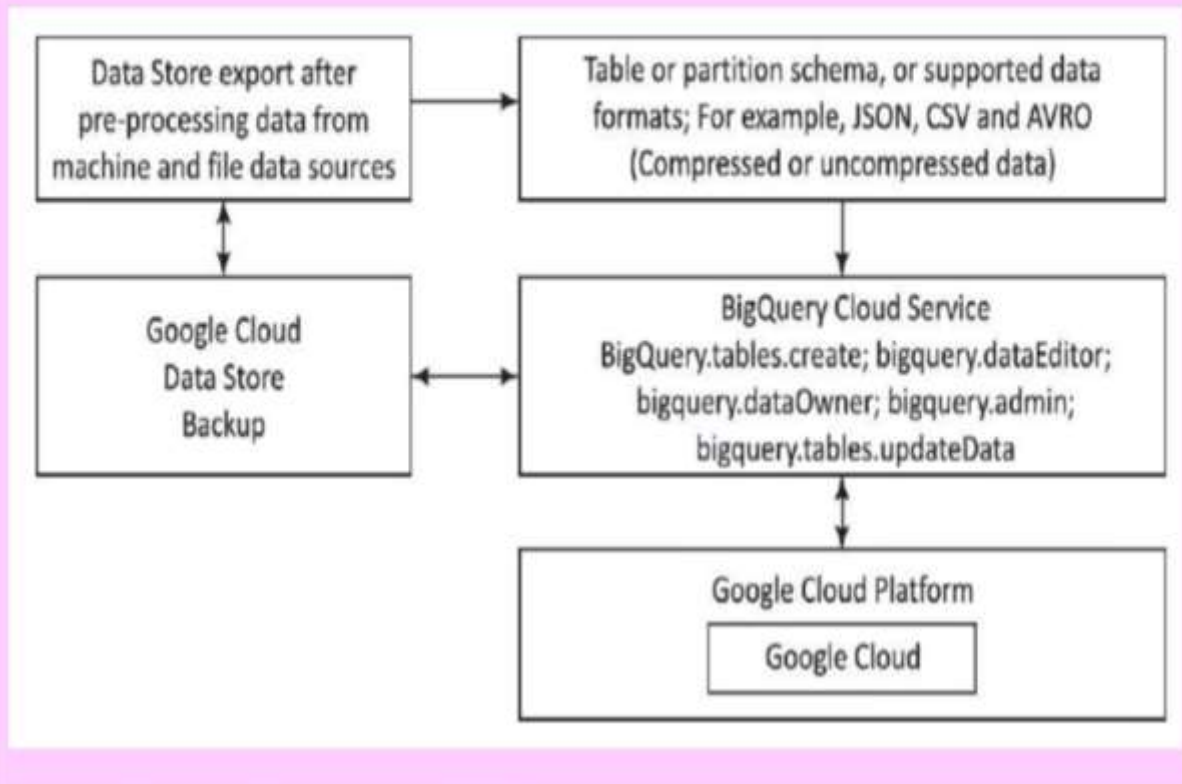 Data Store export after
pre-processing data from
machine and file data sources
Table or partition schema, or supported data
formats; For example, JSON, CSV and AVRO
(Compressed or uncompressed data)
Google Cloud
Data Store
Backup
BigQuery Cloud Service
BigQuery.tables.create; bigquery.dataEditor;
bigquery.dataOwner; bigquery.admin;
bigquery.tables.updateData
Google Cloud Platform
Google Cloud